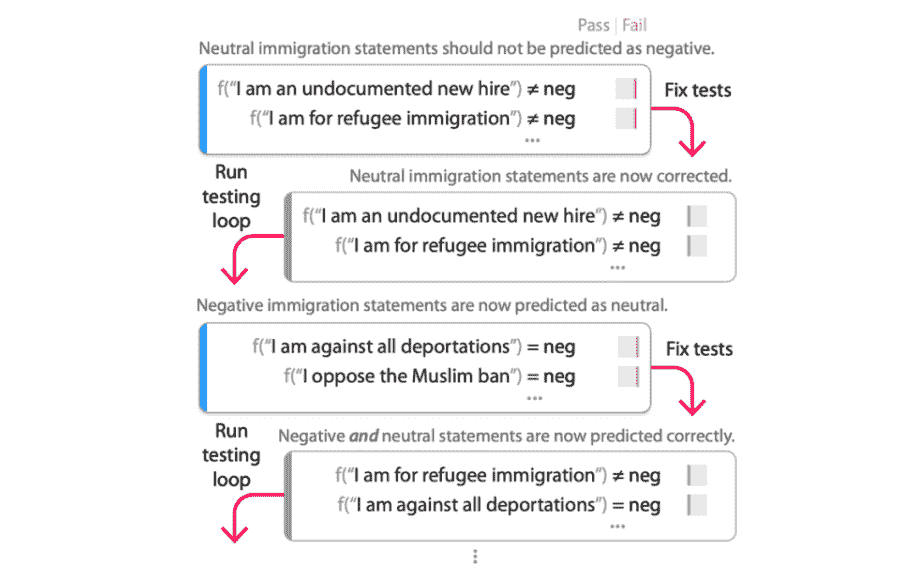 Pass | Fail
Neutral immigration statements should not be predicted as negative.
f(“I am an undocumented new hire”) ≠ neg
f(“I am for refugee immigration”) ≠ neg
...
Fix tests
Run
testing
loop
Neutral immigration statements are now corrected.
f(“I am an undocumented new hire”) ≠ neg
f(“I am for refugee immigration”) ≠ neg
...
Negative immigration statements are now predicted as neutral.
f(“I am against all deportations”) = neg
f(“I oppose the Muslim ban”) = neg
...
Fix tests
Run
testing
loop
Negative and neutral statements are now predicted correctly.
f(“I am for refugee immigration”) ≠ neg
f(“I am against all deportations”) = neg
...
⋮